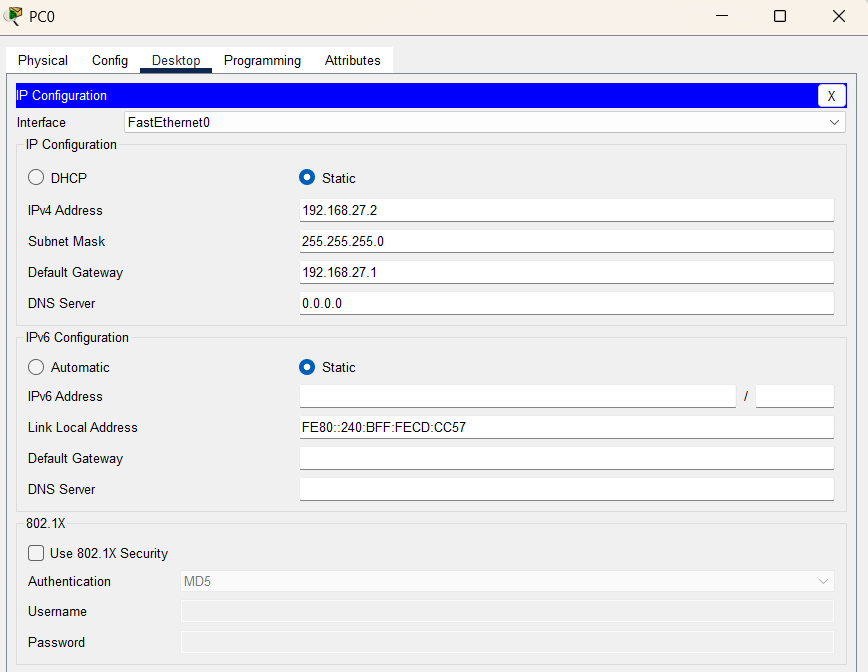 PC0
Physical Config Desktop Programming Attributes
IP Configuration X
Interface FastEthernet0
IP Configuration
DHCP Static
IPv4 Address 192.168.27.2
Subnet Mask 255.255.255.0
Default Gateway 192.168.27.1
DNS Server 0.0.0.0
IPv6 Configuration
Automatic Static
IPv6 Address /
Link Local Address FE80::240:BFF:FECD:CC57
Default Gateway
DNS Server
802.1X
Use 802.1X Security
Authentication MD5
Username
Password